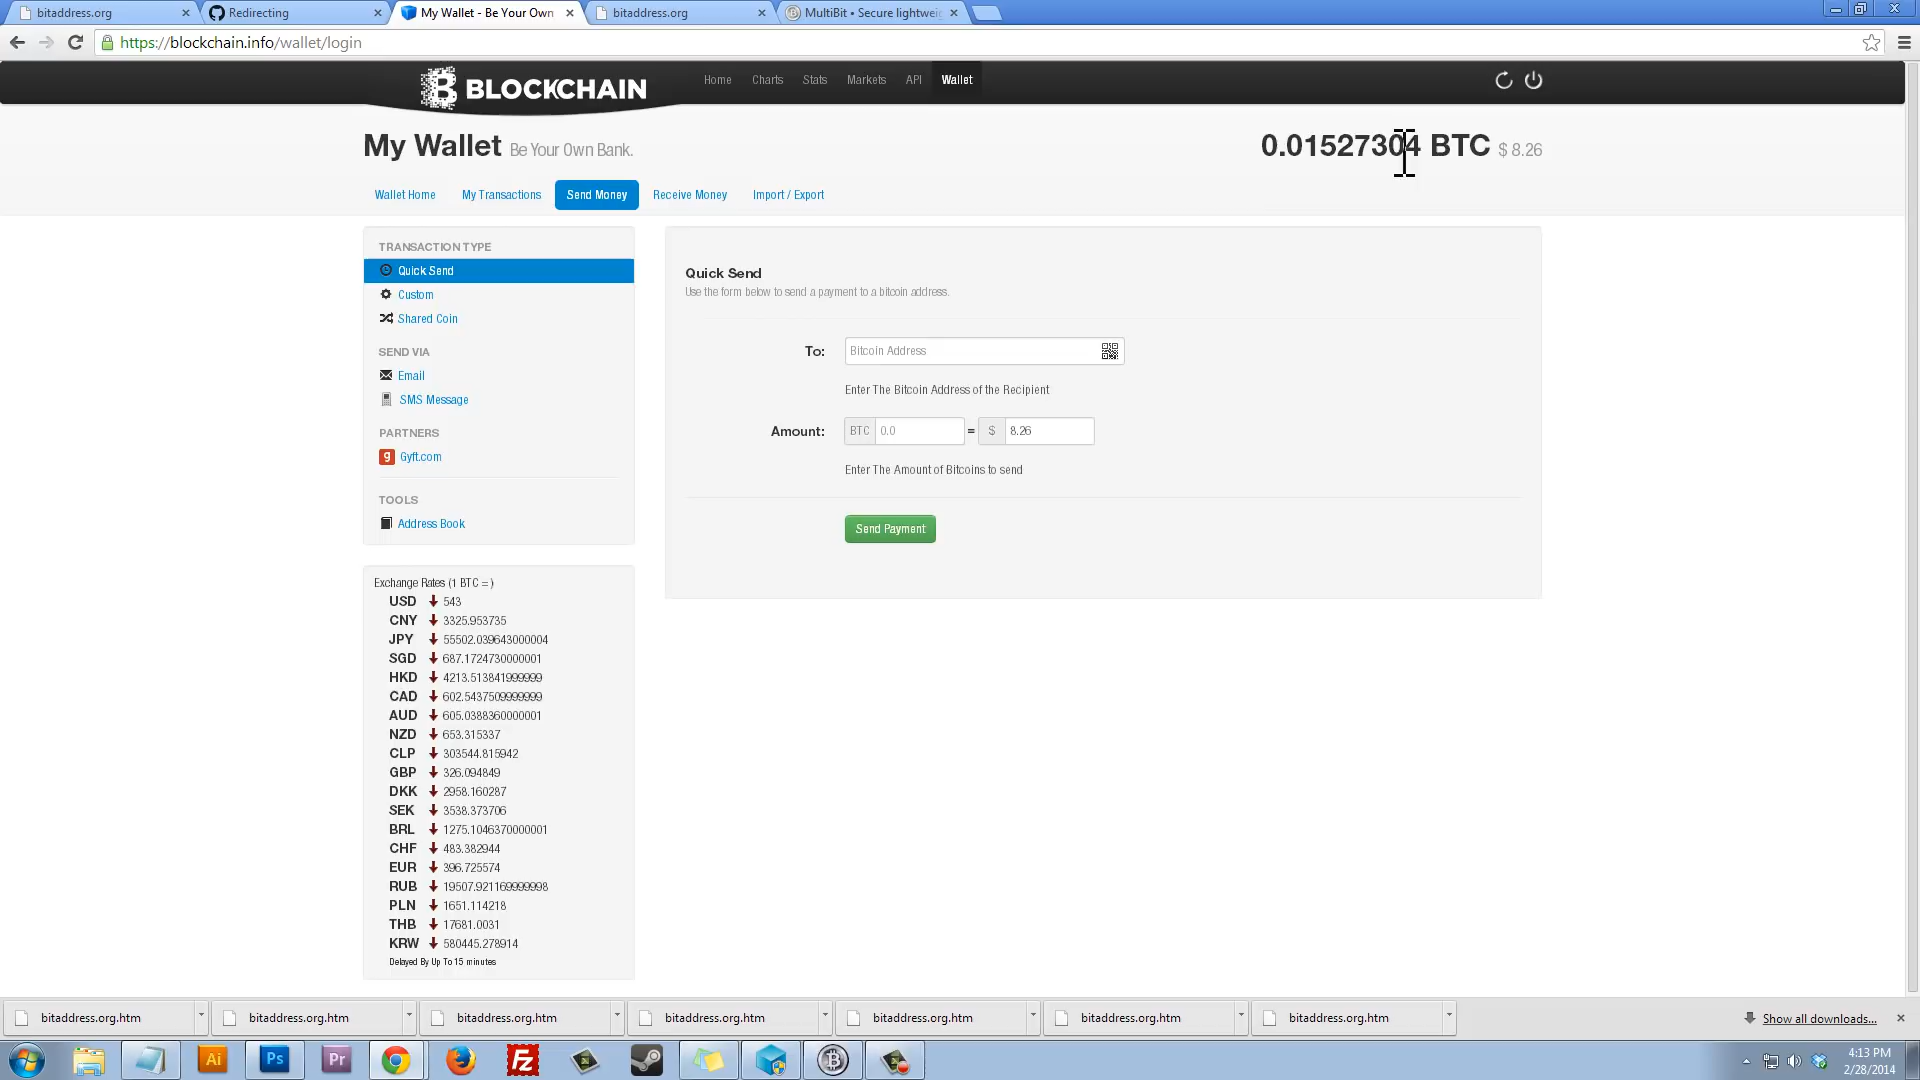 bitaddress.org
Redirecting
My Wallet - Be Your Own
bitaddress.org
MultiBit • Secure lightweig
https://blockchain.info/wallet/login
BLOCKCHAIN
Home
Charts
Stats
Markets
API
Wallet
My Wallet Be Your Own Bank.
0.01527304 BTC $ 8.26
Wallet Home
My Transactions
Send Money
Receive Money
Import / Export
TRANSACTION TYPE
Quick Send
Custom
Shared Coin
SEND VIA
Email
SMS Message
PARTNERS
g Gyft.com
TOOLS
Address Book
Quick Send
Use the form below to send a payment to a bitcoin address.
To: Bitcoin Address
Enter The Bitcoin Address of the Recipient
Amount: BTC 0.0 = $ 8.26
Enter The Amount of Bitcoins to send
Send Payment
Exchange Rates (1 BTC = )
USD 543
CNY 3325.953735
JPY 55502.039643000004
SGD 687.1724730000001
HKD 4213.513841999999
CAD 602.5437509999999
AUD 605.0388360000001
NZD 653.315337
CLP 303544.815942
GBP 326.094849
DKK 2958.160287
SEK 3538.373706
BRL 1275.1046370000001
CHF 483.382944
EUR 396.725574
RUB 19507.921169999998
PLN 1651.114218
THB 17681.0031
KRW 580445.278914
Delayed By Up To 15 minutes
bitaddress.org.htm
bitaddress.org.htm
bitaddress.org.htm
bitaddress.org.htm
bitaddress.org.htm
bitaddress.org.htm
bitaddress.org.htm
Show all downloads...
Ai
Ps
Pr
FZ
4:13 PM
2/28/2014